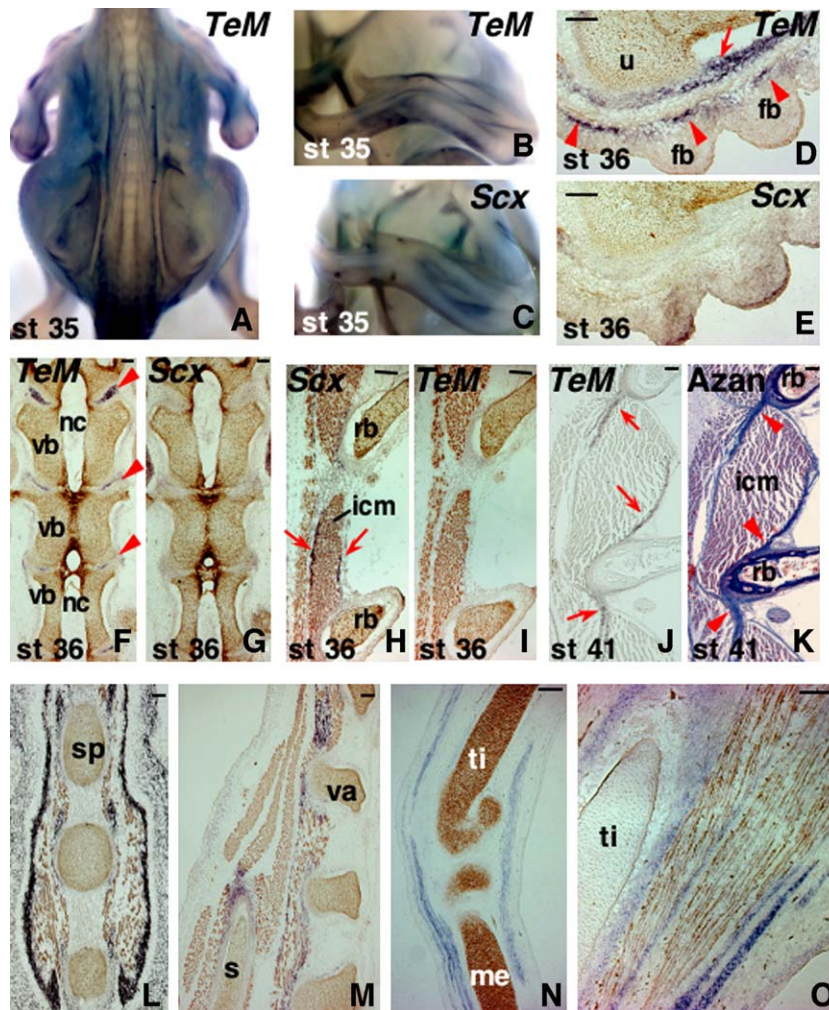 TeM
st 35
A
TeM
st 35
B
Scx
st 35
C
TeM
u
fb
fb
st 36
D
Scx
st 36
E
TeM
nc
vb
vb
vb
nc
st 36
F
Scx
st 36
G
Scx
rb
icm
rb
st 36
H
TeM
st 36
I
TeM
st 41
J
Azan
rb
icm
rb
st 41
K
sp
L
va
s
M
ti
me
N
ti
O